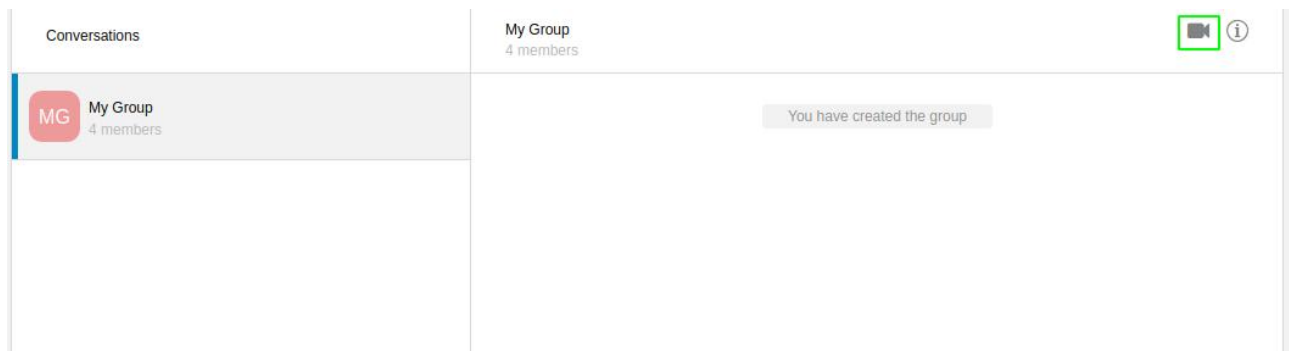 Conversations
My Group
4 members
MG
My Group
4 members
You have created the group